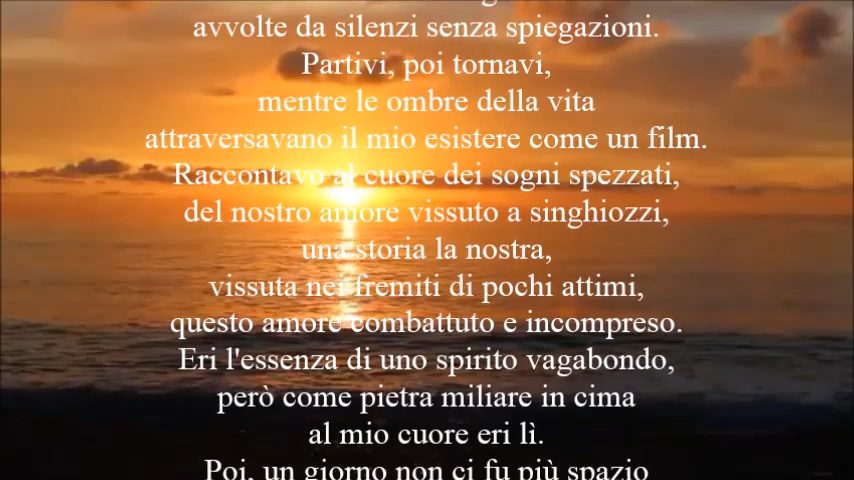 avvolte da silenzi senza spiegazioni.
Partivi, poi tornavi,
mentre le ombre della vita
attraversavano il mio esistere come un film.
Raccontavo al cuore dei sogni spezzati,
del nostro amore vissuto a singhiozzi,
una storia la nostra,
vissuta nei fremiti di pochi attimi,
questo amore combattuto e incompreso.
Eri l'essenza di uno spirito vagabondo,
però come pietra miliare in cima
al mio cuore eri lì.
Poi, un giorno non ci fu più spazio